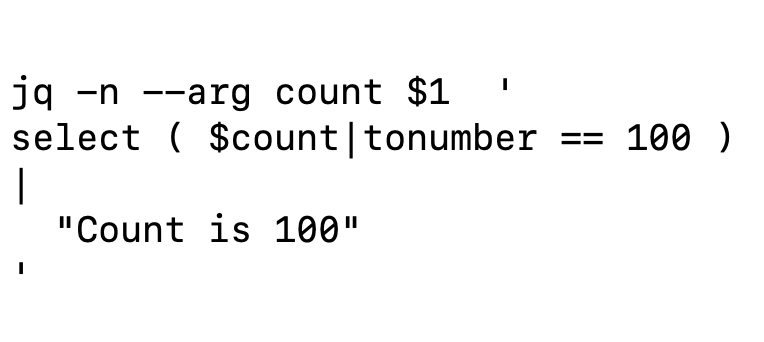 jq -n --arg count $1  '
select ( $count|tonumber == 100 )
|
  "Count is 100"
'